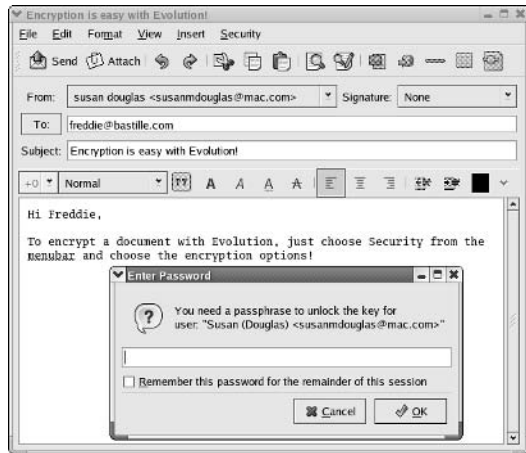 Encryption is easy with Evolution!
File Edit Format View Insert Security
Send Attach
From: susan douglas <susanmdouglas@mac.com> Signature: None
To: freddie@bastille.com
Subject: Encryption is easy with Evolution!
+0 Normal TT A A A A
Hi Freddie,
To encrypt a document with Evolution, just choose Security from the
menubar and choose the encryption options!
Enter Password
You need a passphrase to unlock the key for
user: "Susan (Douglas) <susanmdouglas@mac.com>"
Remember this password for the remainder of this session
Cancel OK